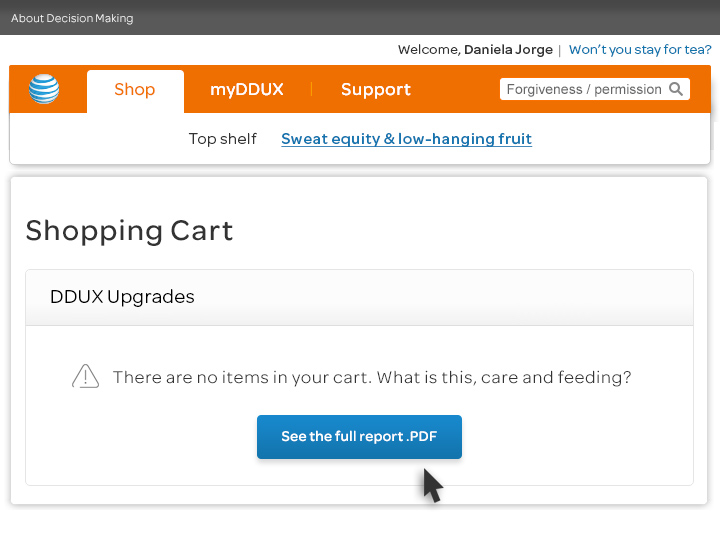 About Decision Making
Welcome, Daniela Jorge | Won't you stay for tea?
Shop myDDUX | Support Forgiveness / permission
Top shelf Sweat equity & low-hanging fruit
Shopping Cart
DDUX Upgrades
There are no items in your cart. What is this, care and feeding?
See the full report .PDF